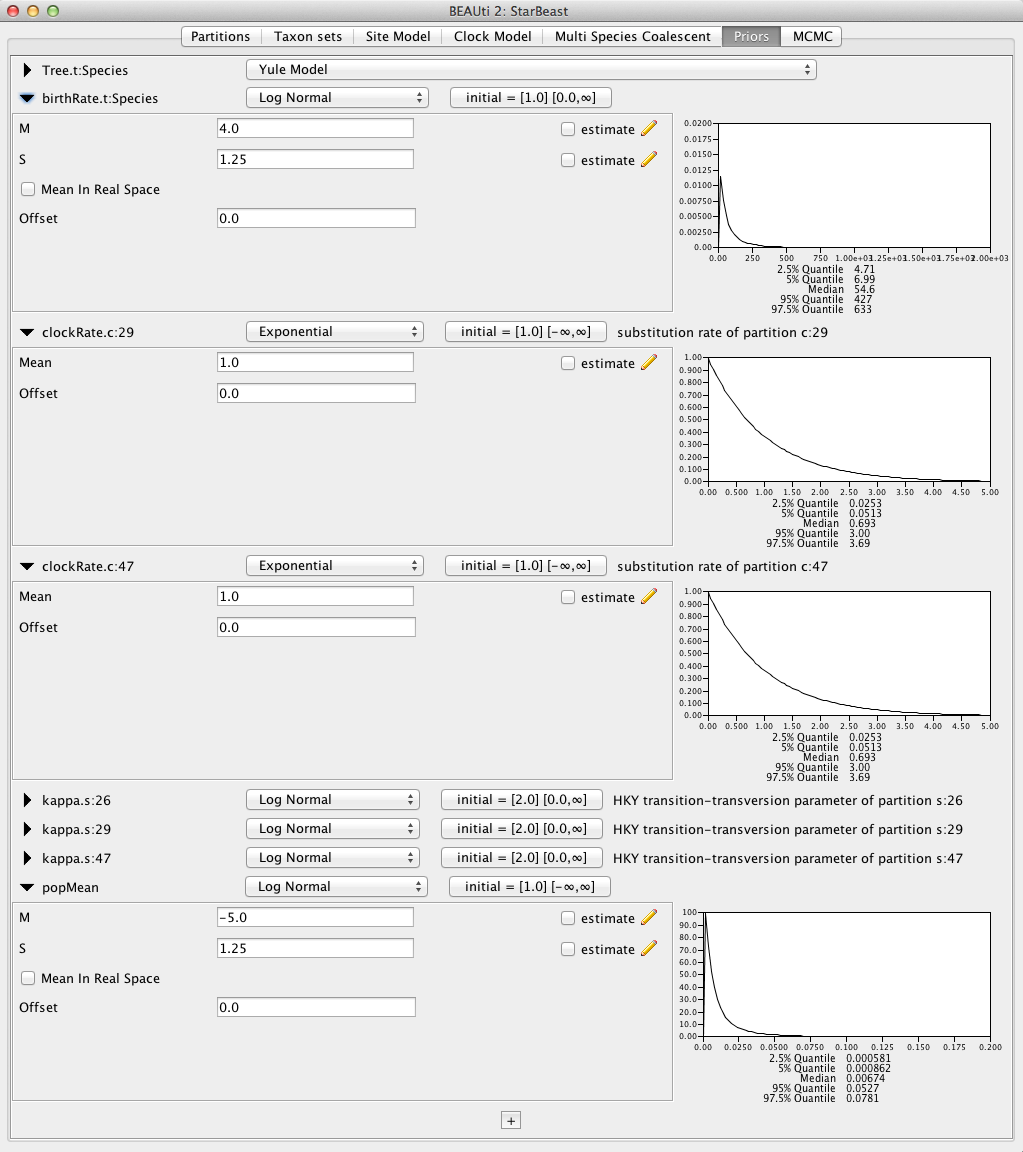 BEAUti 2: StarBeast
Partitions Taxon sets Site Model Clock Model Multi Species Coalescent Priors MCMC
Tree.t:Species Yule Model
birthRate.t:Species Log Normal initial = [1.0] [0.0,∞]
M 4.0 estimate
S 1.25 estimate
Mean In Real Space
Offset 0.0
0.0200
0.0175
0.0150
0.0125
0.0100
0.00750
0.00500
0.00250
0.00
0.00 250 500 750 1.00e+03 1.25e+03 1.50e+03 1.75e+03 2.00e+03
2.5% Quantile 4.71
5% Quantile 6.99
Median 54.6
95% Quantile 427
97.5% Quantile 633
clockRate.c:29 Exponential initial = [1.0] [-∞,∞] substitution rate of partition c:29
Mean 1.0 estimate
Offset 0.0
1.00
0.900
0.800
0.700
0.600
0.500
0.400
0.300
0.200
0.100
0.00
0.00 0.500 1.00 1.50 2.00 2.50 3.00 3.50 4.00 4.50 5.00
2.5% Quantile 0.0253
5% Quantile 0.0513
Median 0.693
95% Quantile 3.00
97.5% Quantile 3.69
clockRate.c:47 Exponential initial = [1.0] [-∞,∞] substitution rate of partition c:47
Mean 1.0 estimate
Offset 0.0
1.00
0.900
0.800
0.700
0.600
0.500
0.400
0.300
0.200
0.100
0.00
0.00 0.500 1.00 1.50 2.00 2.50 3.00 3.50 4.00 4.50 5.00
2.5% Quantile 0.0253
5% Quantile 0.0513
Median 0.693
95% Quantile 3.00
97.5% Quantile 3.69
kappa.s:26 Log Normal initial = [2.0] [0.0,∞] HKY transition-transversion parameter of partition s:26
kappa.s:29 Log Normal initial = [2.0] [0.0,∞] HKY transition-transversion parameter of partition s:29
kappa.s:47 Log Normal initial = [2.0] [0.0,∞] HKY transition-transversion parameter of partition s:47
popMean Log Normal initial = [1.0] [-∞,∞]
M -5.0 estimate
S 1.25 estimate
Mean In Real Space
Offset 0.0
100
90.0
80.0
70.0
60.0
50.0
40.0
30.0
20.0
10.0
0.00
0.00 0.0250 0.0500 0.0750 0.100 0.125 0.150 0.175 0.200
2.5% Quantile 0.000581
5% Quantile 0.000862
Median 0.00674
95% Quantile 0.0527
97.5% Quantile 0.0781
+